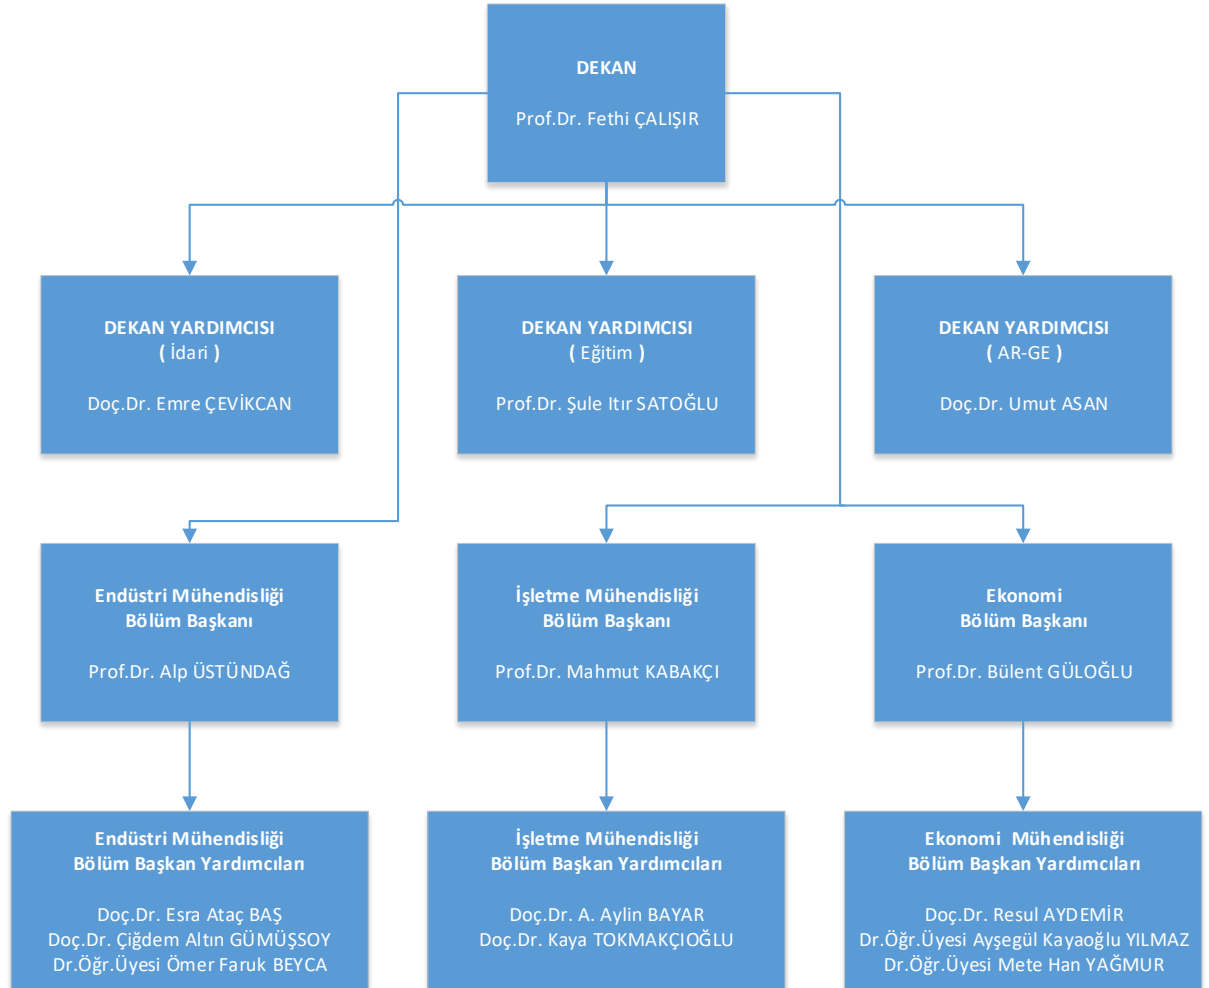 DEKAN
Prof.Dr. Fethi ÇALIŞIR
DEKAN YARDIMCISI
( İdari )
Doç.Dr. Emre ÇEVİKCAN
DEKAN YARDIMCISI
( Eğitim )
Prof.Dr. Şule Itır SATOĞLU
DEKAN YARDIMCISI
( AR-GE )
Doç.Dr. Umut ASAN
Endüstri Mühendisliği
Bölüm Başkanı
Prof.Dr. Alp ÜSTÜNDAĞ
İşletme Mühendisliği
Bölüm Başkanı
Prof.Dr. Mahmut KABAKÇI
Ekonomi
Bölüm Başkanı
Prof.Dr. Bülent GÜLOĞLU
Endüstri Mühendisliği
Bölüm Başkan Yardımcıları
Doç.Dr. Esra Ataç BAŞ
Doç.Dr. Çiğdem Altın GÜMÜŞSOY
Dr.Öğr.Üyesi Ömer Faruk BEYCA
İşletme Mühendisliği
Bölüm Başkan Yardımcıları
Doç.Dr. A. Aylin BAYAR
Doç.Dr. Kaya TOKMAKÇIOĞLU
Ekonomi Mühendisliği
Bölüm Başkan Yardımcıları
Doç.Dr. Resul AYDEMİR
Dr.Öğr.Üyesi Ayşegül Kayaoğlu YILMAZ
Dr.Öğr.Üyesi Mete Han YAĞMUR